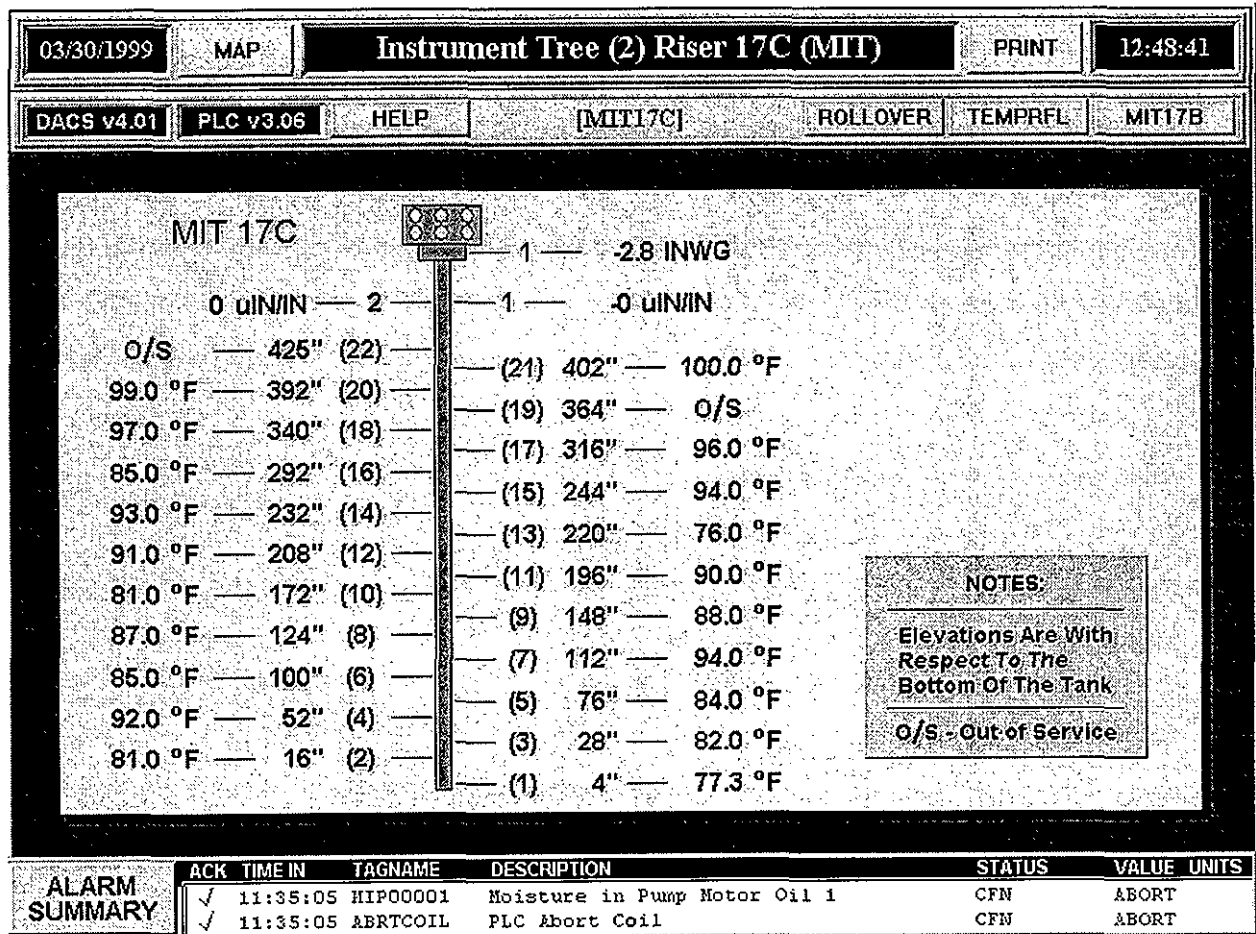 03/30/1999 MAP Instrument Tree (2) Riser 17C (MIT) PRINT 12:48:41
DACS v4.01 PLC v3.06 HELP [MIT17C] ROLLOVER TEMPRFL MIT17B
MIT 17C
1 -2.8 INWG
0 uIN/IN 2 1 -0 uIN/IN
O/S 425" (22)
(21) 402" 100.0 °F
99.0 °F 392" (20)
(19) 364" O/S
97.0 °F 340" (18)
(17) 316" 96.0 °F
85.0 °F 292" (16)
(15) 244" 94.0 °F
93.0 °F 232" (14)
(13) 220" 76.0 °F
91.0 °F 208" (12)
(11) 196" 90.0 °F
81.0 °F 172" (10)
(9) 148" 88.0 °F
87.0 °F 124" (8)
(7) 112" 94.0 °F
85.0 °F 100" (6)
(5) 76" 84.0 °F
92.0 °F 52" (4)
(3) 28" 82.0 °F
81.0 °F 16" (2)
(1) 4" 77.3 °F
NOTES:
Elevations Are With
Respect To The
Bottom Of The Tank
O/S - Out of Service
ALARM
SUMMARY
ACK TIME IN TAGNAME DESCRIPTION STATUS VALUE UNITS
√ 11:35:05 HIP00001 Moisture in Pump Motor Oil 1 CFN ABORT
√ 11:35:05 ABRTCOIL PLC Abort Coil CFN ABORT